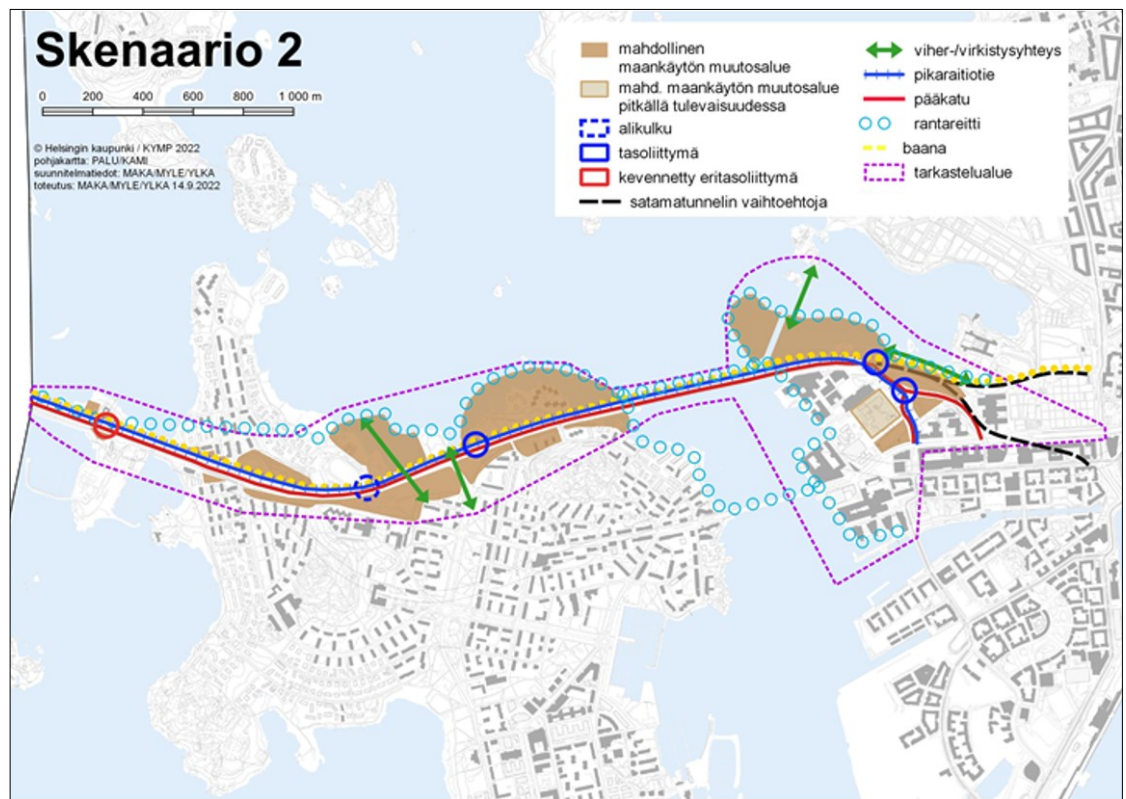 Skenaario 2
0 200 400 600 800 1 000 m
© Helsingin kaupunki / KYMP 2022
pohjakartta: PALU/KAMI
suunnitelmatiedot: MAKA/MYLE/YLKA
toteutus: MAKA/MYLE/YLKA 14.9.2022
mahdollinen
maankäytön muutosalue
mahd. maankäytön muutosalue
pitkällä tulevaisuudessa
alikulku
tasoliittymä
kevennetty eritasoliittymä
satamatunnelin vaihtoehtoja
viher-/virkistysyhteys
pikaraitiotie
pääkatu
rantareitti
baana
tarkastelualue